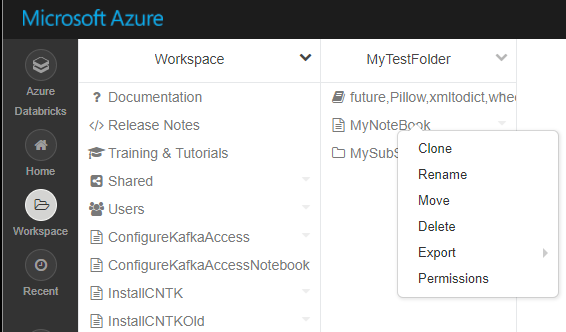 Microsoft Azure
Azure
Databricks
Home
Workspace
Recent
Workspace
? Documentation
</> Release Notes
Training & Tutorials
Shared
Users
ConfigureKafkaAccess
ConfigureKafkaAccessNotebook
InstallCNTK
InstallCNTKOld
MyTestFolder
future,Pillow,xmltodict,whee
MyNoteBook
MySubS
Clone
Rename
Move
Delete
Export
Permissions